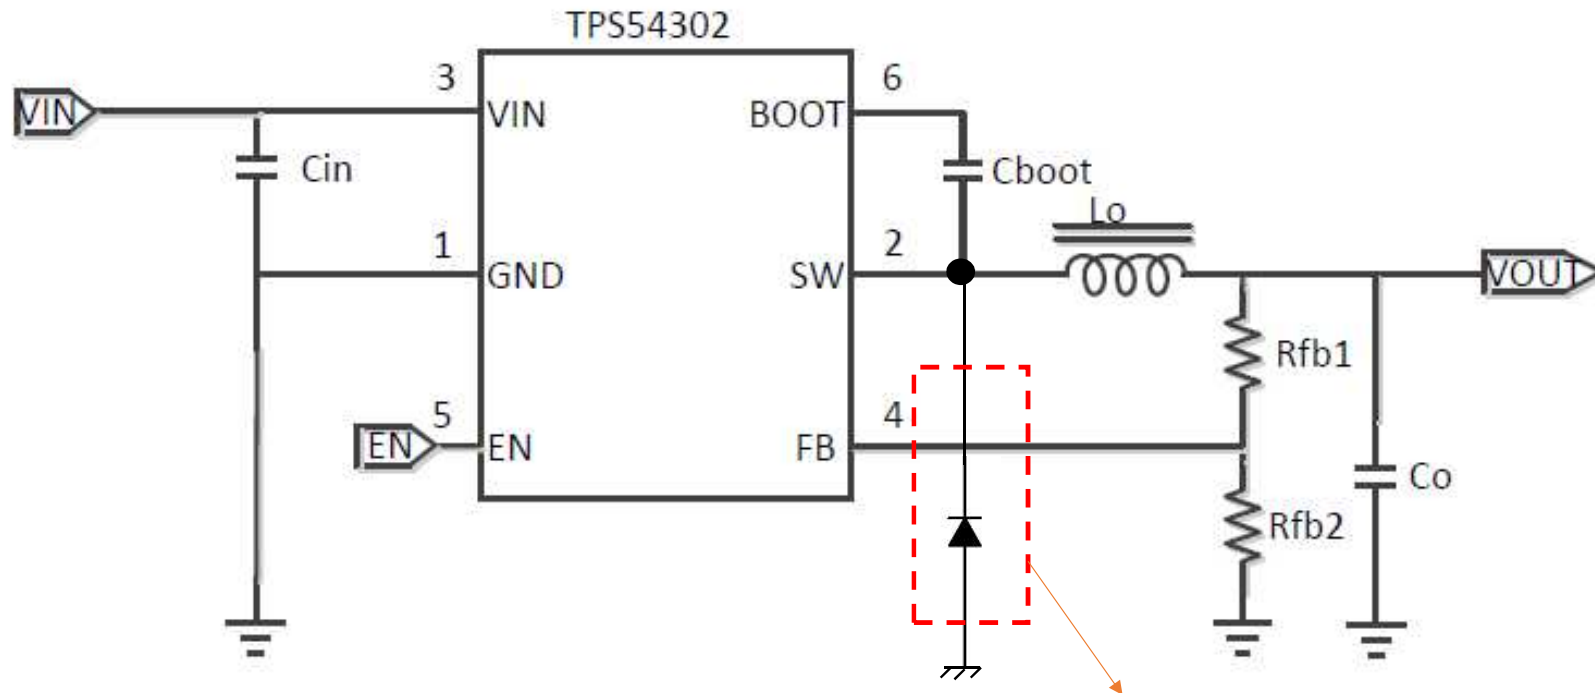 TPS54302
3
6
VIN
VIN
BOOT
Cin
Cboot
Lo
1
2
GND
SW
VOUT
Rfb1
5
4
EN
EN
FB
Co
Rfb2